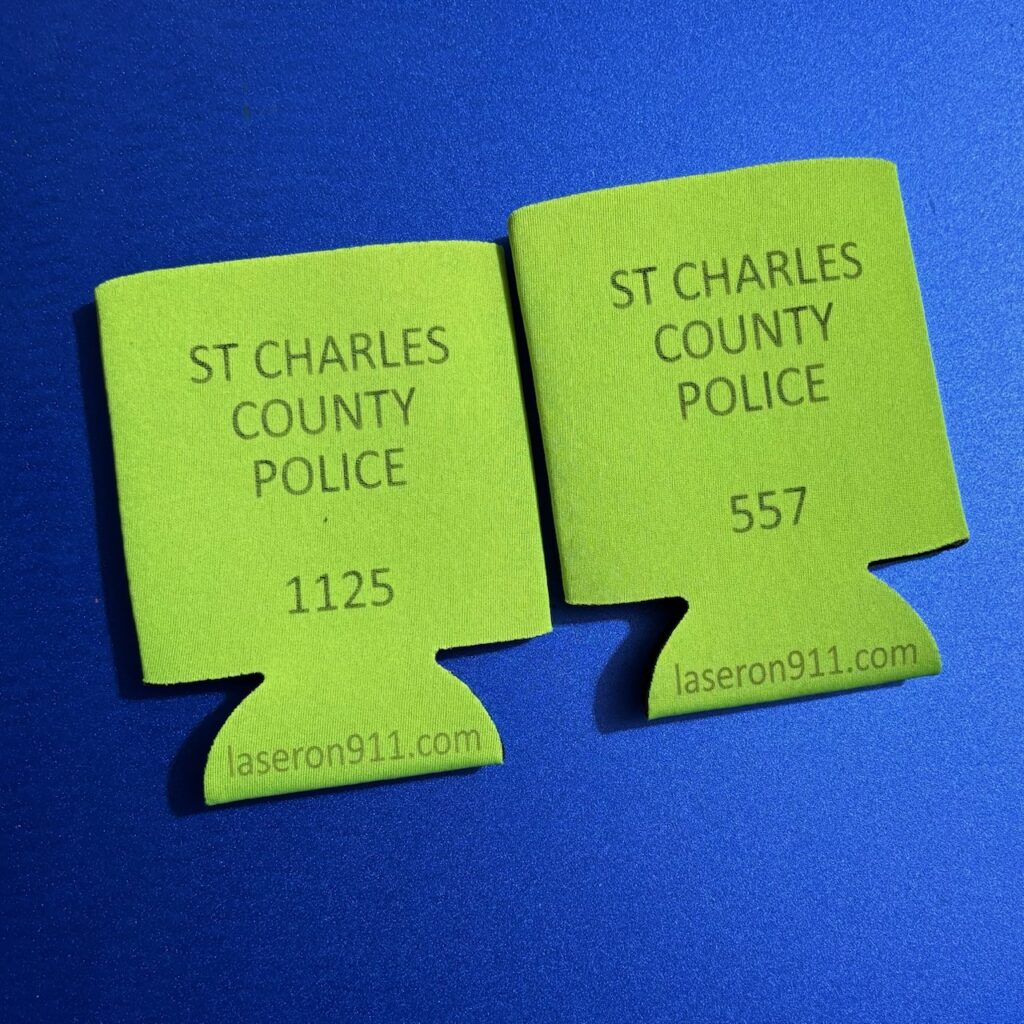 ST CHARLES
COUNTY
POLICE
1125
laseron911.com
ST CHARLES
COUNTY
POLICE
557
laseron911.com